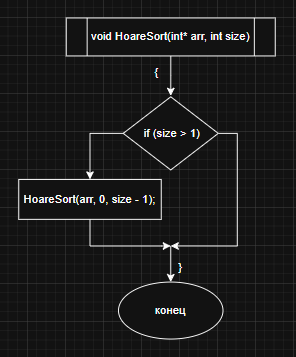 void HoareSort(int* arr, int size)
{
if (size > 1)
HoareSort(arr, 0, size - 1);
}
конец